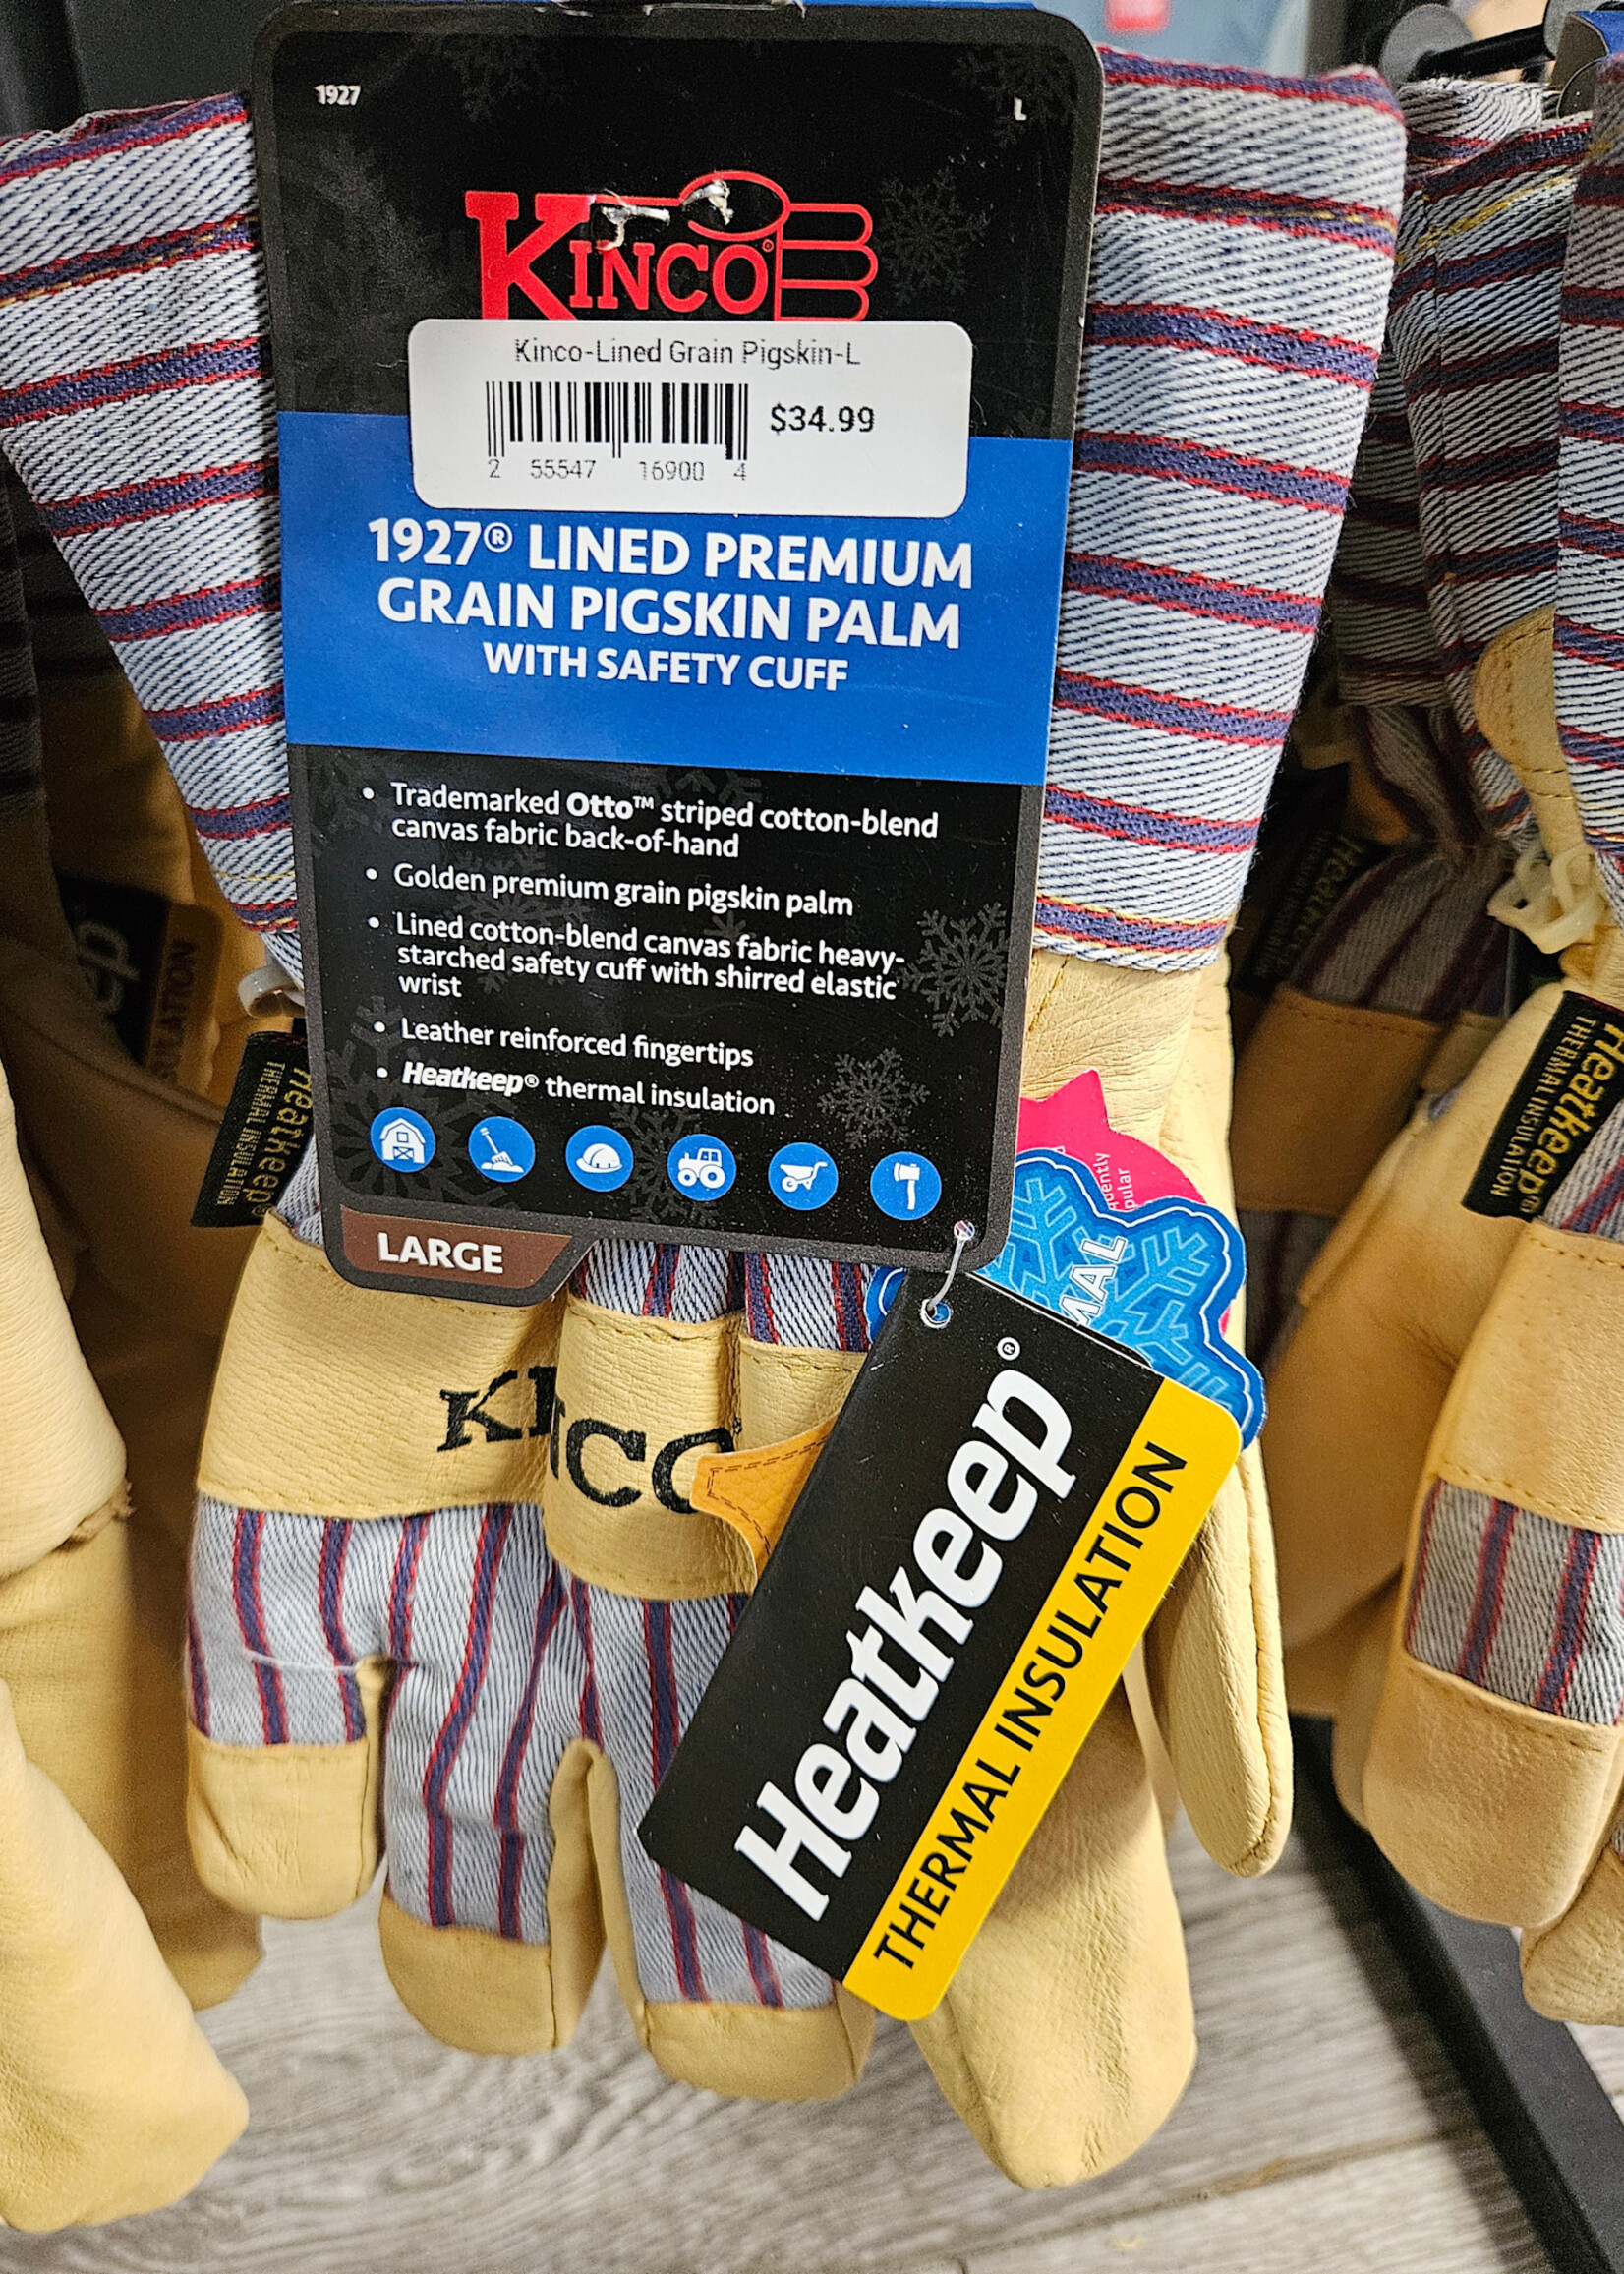 1927
L
KINCO®
Kinco-Lined Grain Pigskin-L
$34.99
2 55547 16900 4
1927® LINED PREMIUM
GRAIN PIGSKIN PALM
WITH SAFETY CUFF
• Trademarked Otto™ striped cotton-blend
canvas fabric back-of-hand
• Golden premium grain pigskin palm
• Lined cotton-blend canvas fabric heavy-
starched safety cuff with shirred elastic
wrist
• Leather reinforced fingertips
• Heatkeep® thermal insulation
LARGE
Heatkeep®
THERMAL INSULATION
KINCO
Heatkeep®
THERMAL INSULATION
Heatkeep®
THERMAL INSULATION
Heatkeep